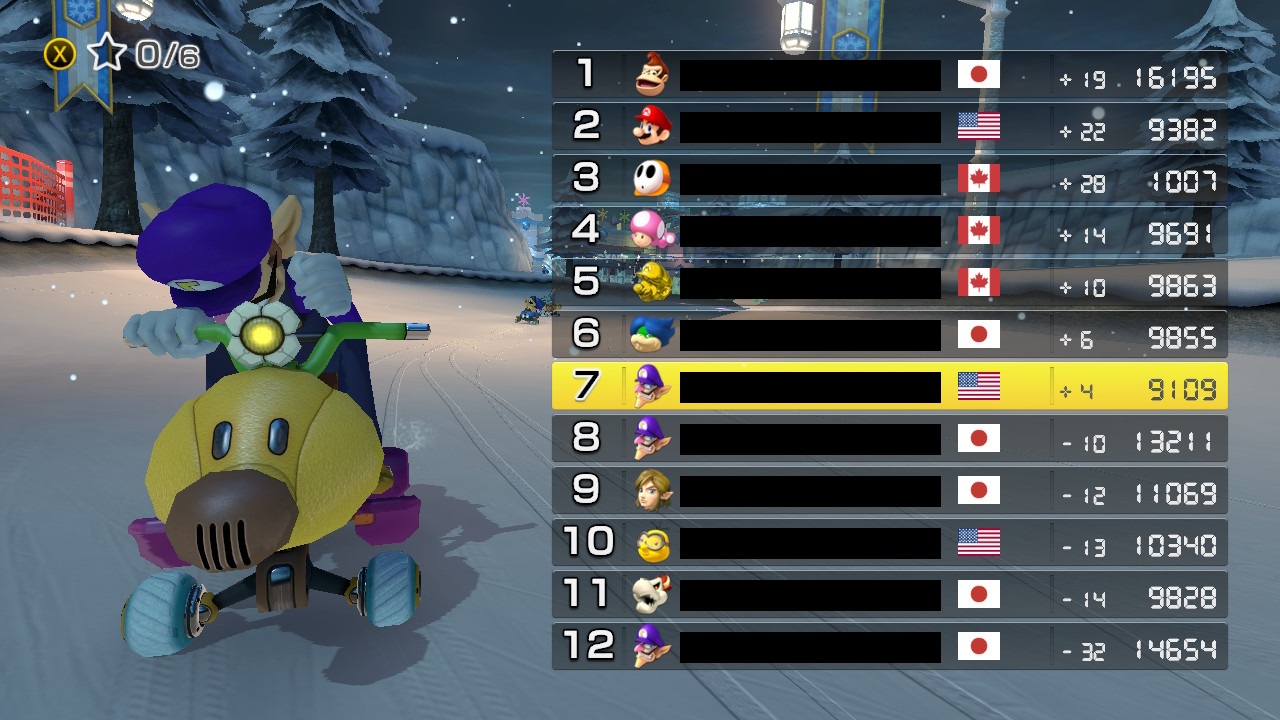 X 0/6
1 + 19 16195
2 + 22 9382
3 + 28 1007
4 + 14 9691
5 + 10 9863
6 + 6 9855
7 + 4 9109
8 - 10 13211
9 - 12 11069
10 - 13 10340
11 - 14 9828
12 - 32 14654